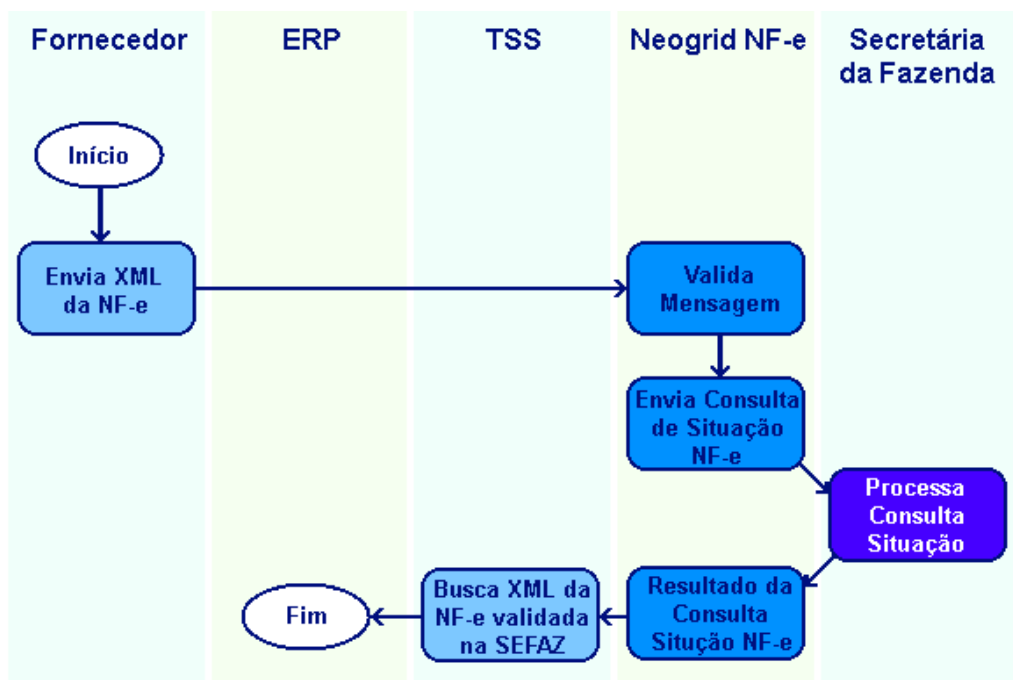 Fornecedor
ERP
TSS
Neogrid NF-e
Secretária
da Fazenda
Início
Envia XML
da NF-e
Valida
Mensagem
Envia Consulta
de Situação
NF-e
Processa
Consulta
Situação
Resultado da
Consulta
Situção NF-e
Busca XML da
NF-e validada
na SEFAZ
Fim